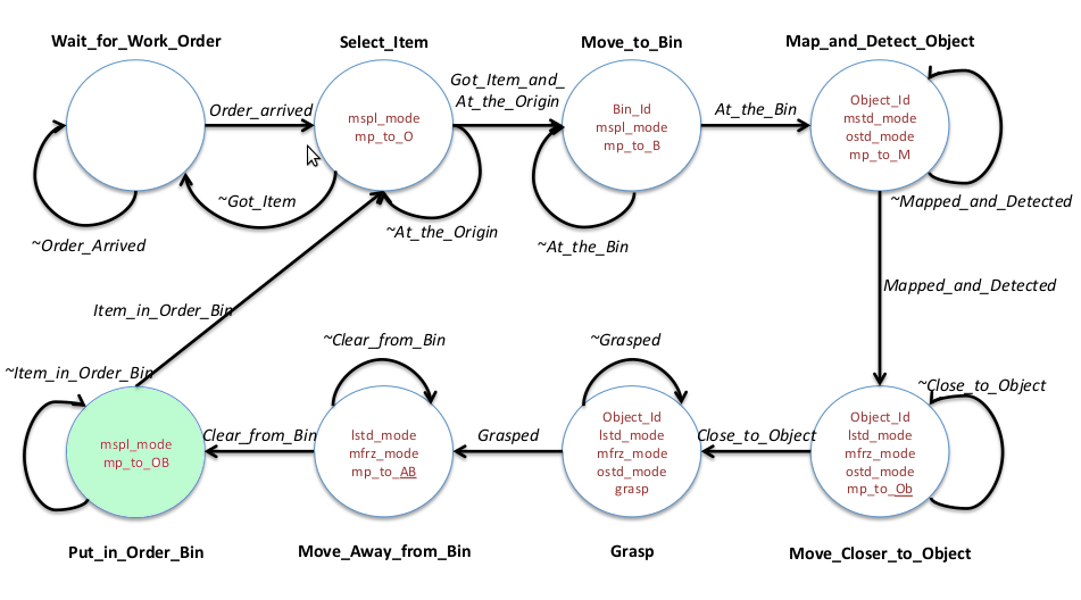 Wait_for_Work_Order
Select_Item
Move_to_Bin
Map_and_Detect_Object
Order_arrived
mspl_mode
mp_to_O
Got_Item_and_
At_the_Origin
Bin_Id
mspl_mode
mp_to_B
At_the_Bin
Object_Id
mstd_mode
ostd_mode
mp_to_M
~Order_Arrived
~Got_Item
~At_the_Origin
~At_the_Bin
~Mapped_and_Detected
Mapped_and_Detected
Item_in_Order_Bin
~Item_in_Order_Bin
~Clear_from_Bin
~Grasped
~Close_to_Object
mspl_mode
mp_to_OB
Clear_from_Bin
lstd_mode
mfrz_mode
mp_to_AB
Grasped
Object_Id
lstd_mode
mfrz_mode
ostd_mode
grasp
Close_to_Object
Object_Id
lstd_mode
mfrz_mode
ostd_mode
mp_to_Ob
Put_in_Order_Bin
Move_Away_from_Bin
Grasp
Move_Closer_to_Object